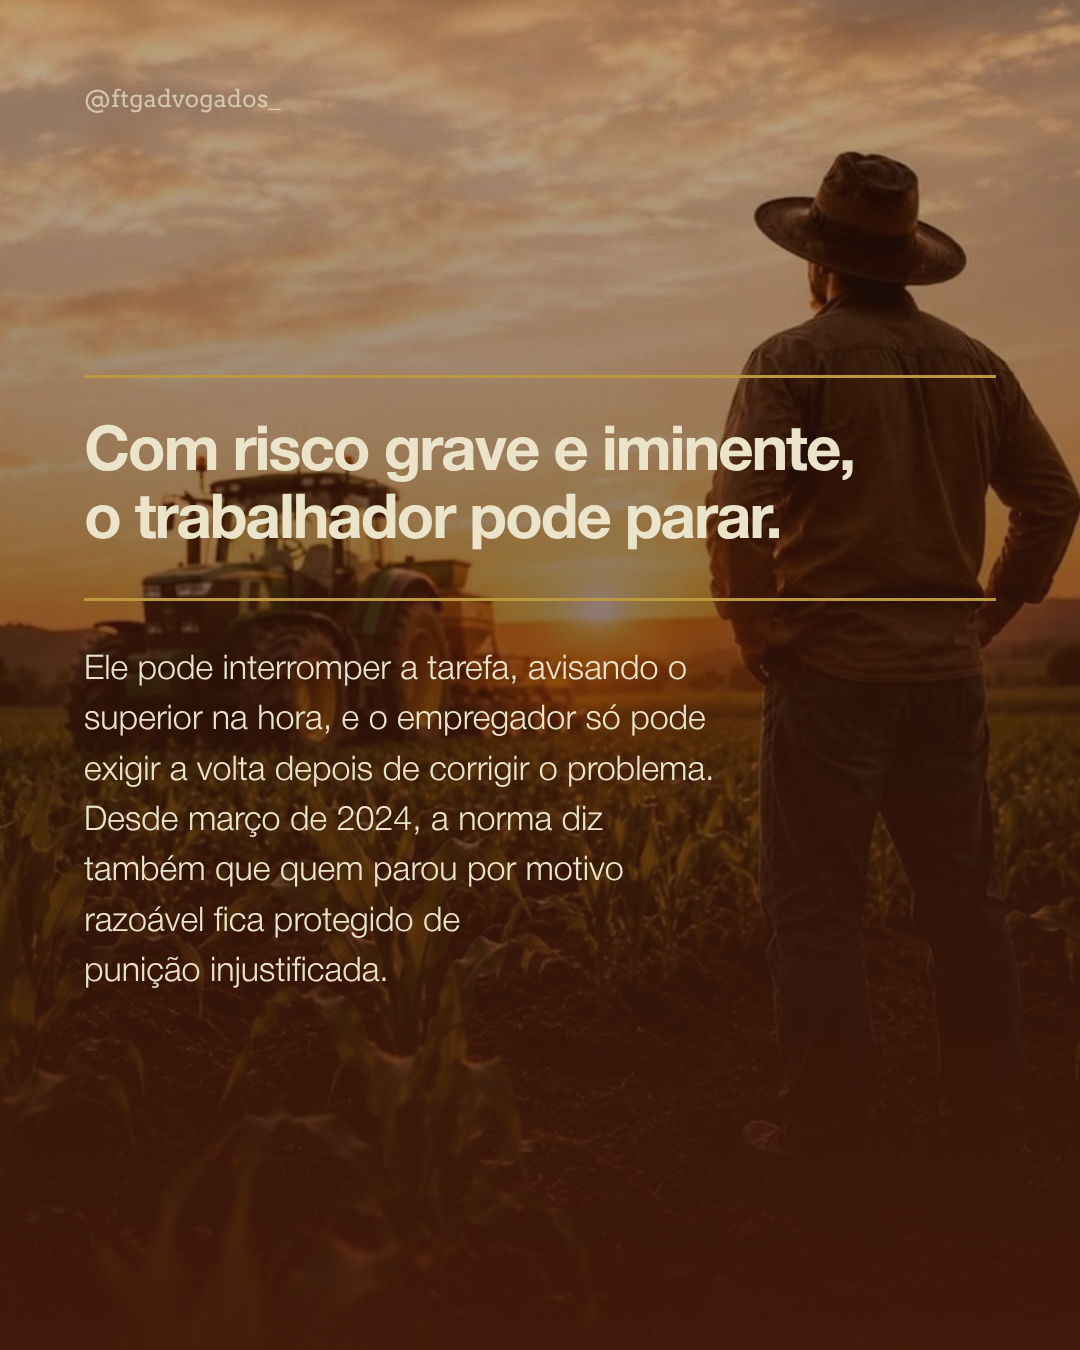 @ftgadvogados_
Com risco grave e iminente,
o trabalhador pode parar.
Ele pode interromper a tarefa, avisando o
superior na hora, e o empregador só pode
exigir a volta depois de corrigir o problema.
Desde março de 2024, a norma diz
também que quem parou por motivo
razoável fica protegido de
punição injustificada.